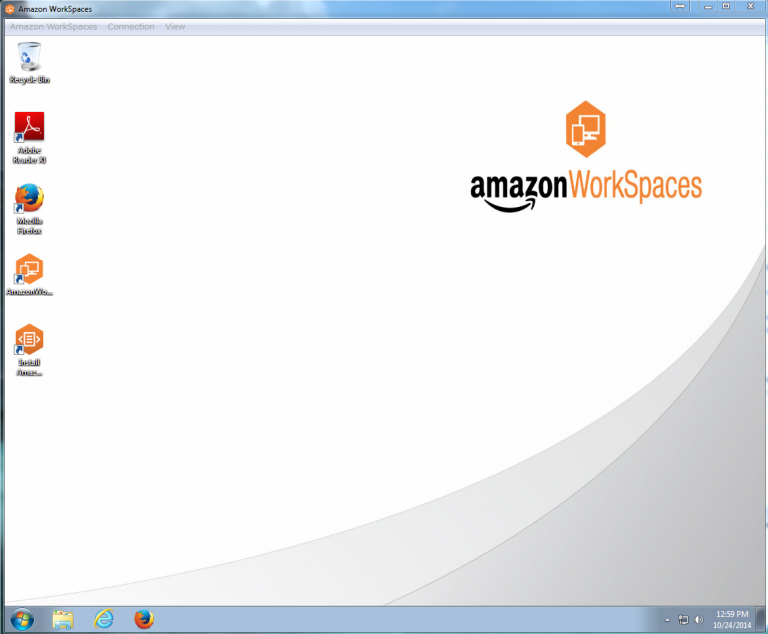 Amazon WorkSpaces
Amazon WorkSpaces Connection View
Recycle Bin
Adobe
Reader XI
Mozilla
Firefox
AmazonWo...
Install
Amaz...
amazon WorkSpaces
12:59 PM
10/24/2014